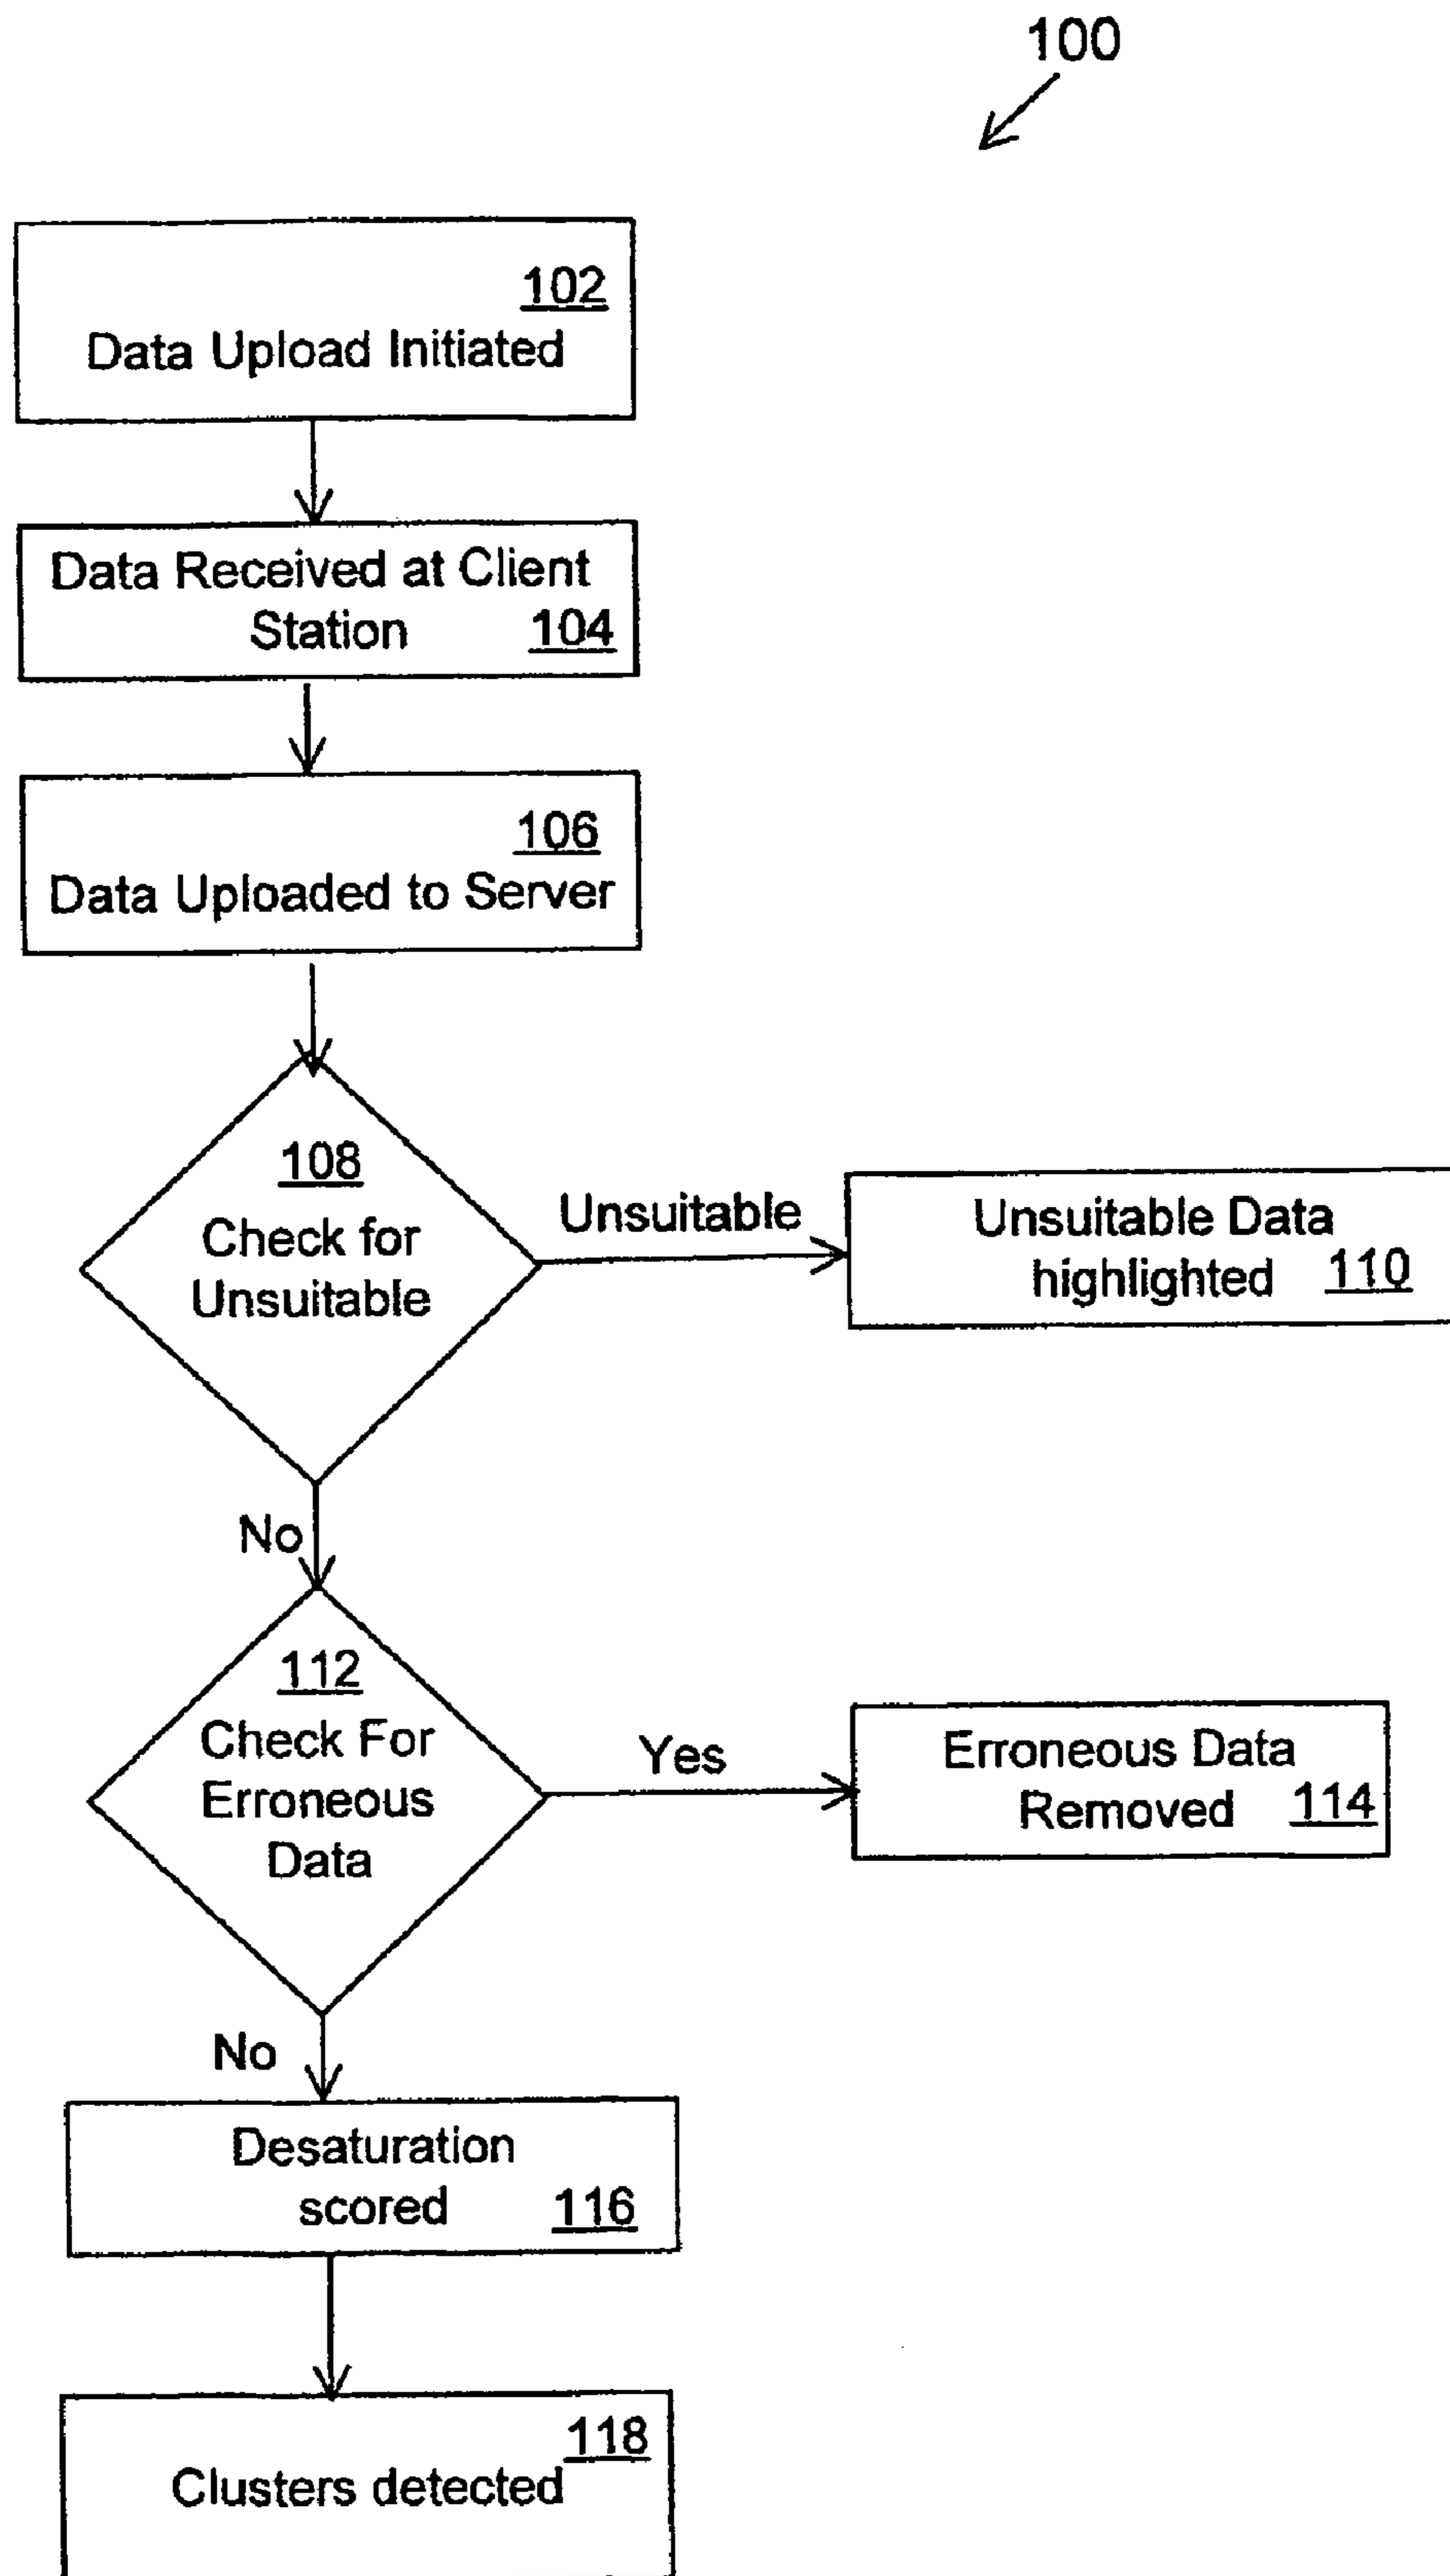 100
102
Data Upload Initiated
Data Received at Client
Station 104
106
Data Uploaded to Server
108
Check for
Unsuitable
Unsuitable
Unsuitable Data
highlighted 110
No
112
Check For
Erroneous
Data
Yes
Erroneous Data
Removed 114
No
Desaturation
scored 116
118
Clusters detected